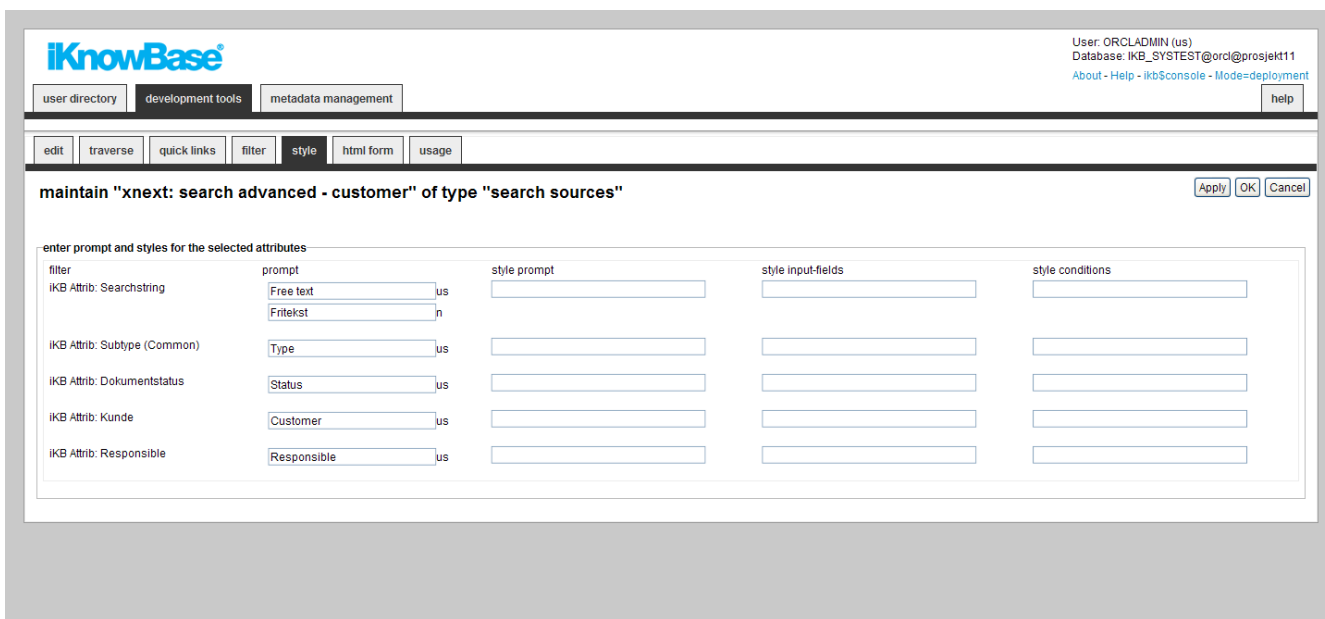 iKnowBase®
User: ORCLADMIN (us)
Database: IKB_SYSTEST@orcl@prosjekt11
About - Help - ikb$console - Mode=deployment
user directory development tools metadata management help
edit traverse quick links filter style html form usage
maintain "xnext: search advanced - customer" of type "search sources" Apply OK Cancel
enter prompt and styles for the selected attributes
filter prompt style prompt style input-fields style conditions
iKB Attrib: Searchstring Free text us
Fritekst n
iKB Attrib: Subtype (Common) Type us
iKB Attrib: Dokumentstatus Status us
iKB Attrib: Kunde Customer us
iKB Attrib: Responsible Responsible us